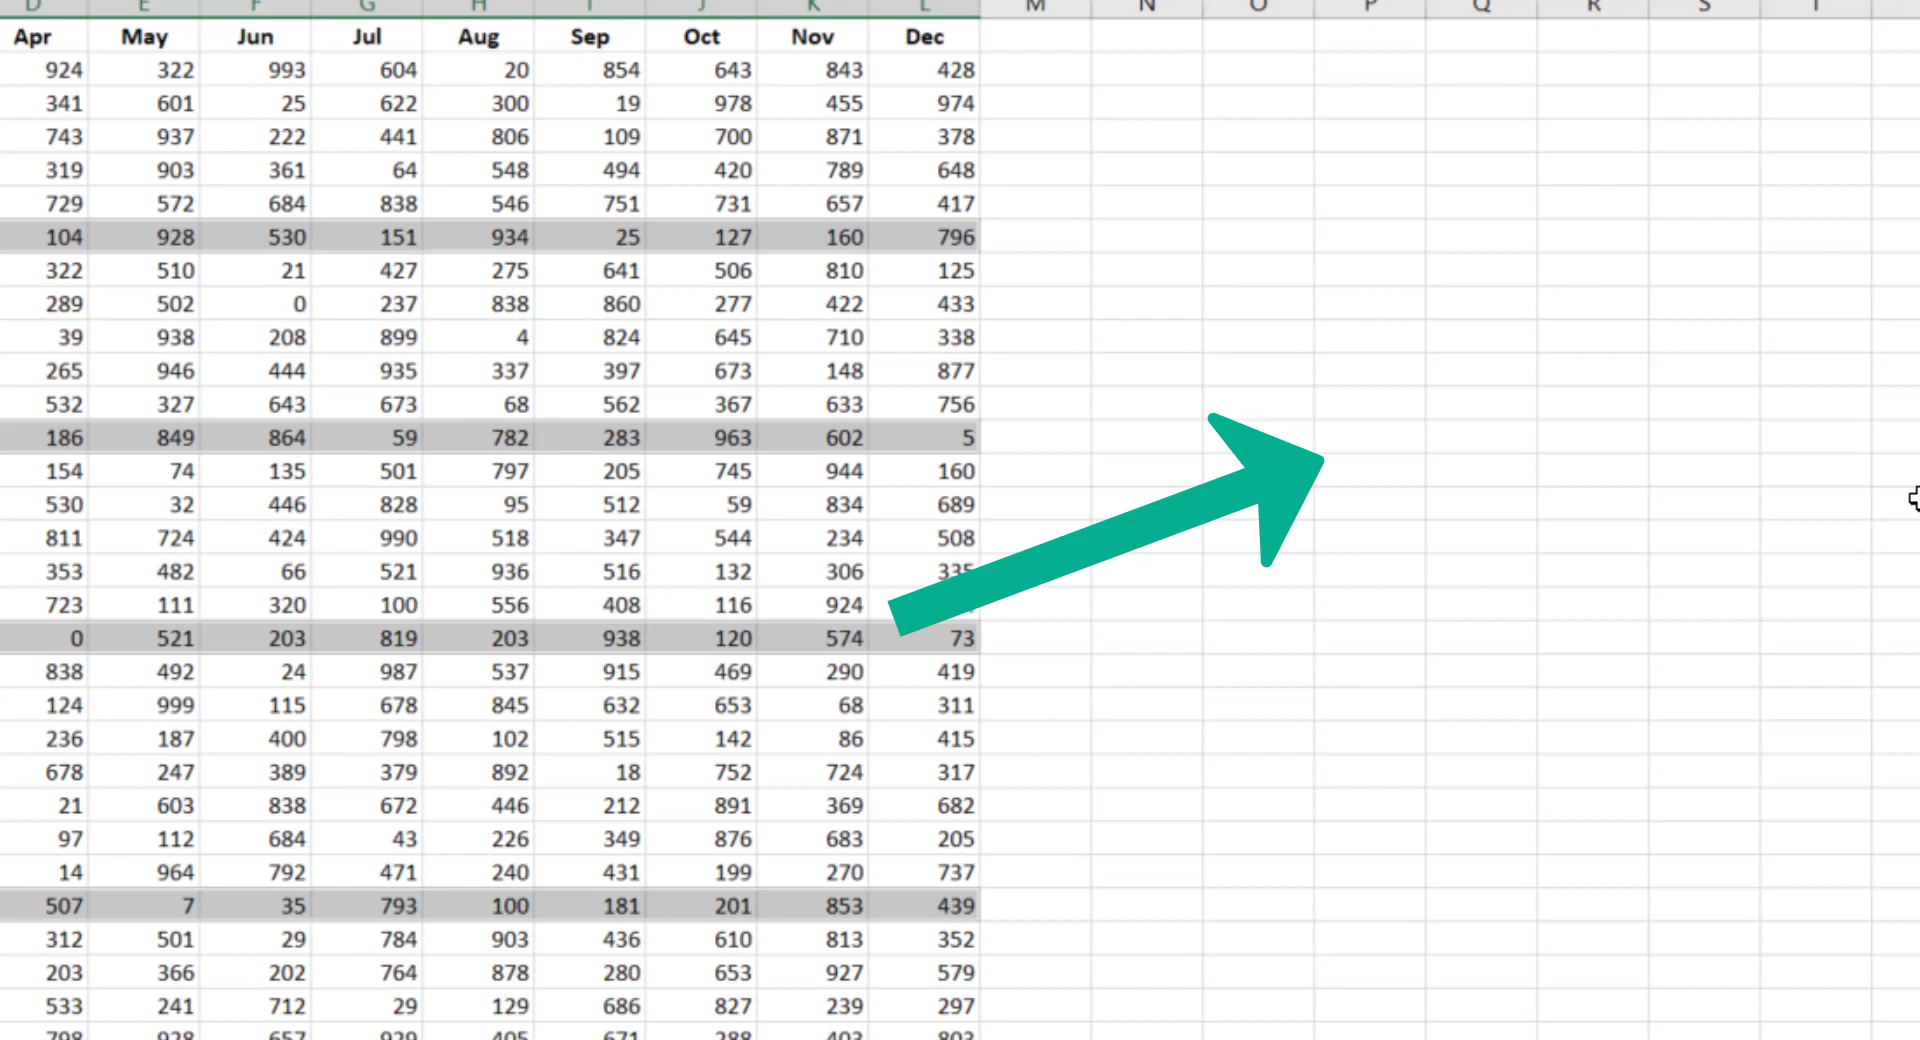 D E F G H I J K L M N O P Q R S T
Apr May Jun Jul Aug Sep Oct Nov Dec
924 322 993 604 20 854 643 843 428
341 601 25 622 300 19 978 455 974
743 937 222 441 806 109 700 871 378
319 903 361 64 548 494 420 789 648
729 572 684 838 546 751 731 657 417
104 928 530 151 934 25 127 160 796
322 510 21 427 275 641 506 810 125
289 502 0 237 838 860 277 422 433
39 938 208 899 4 824 645 710 338
265 946 444 935 337 397 673 148 877
532 327 643 673 68 562 367 633 756
186 849 864 59 782 283 963 602 5
154 74 135 501 797 205 745 944 160
530 32 446 828 95 512 59 834 689
811 724 424 990 518 347 544 234 508
353 482 66 521 936 516 132 306 335
723 111 320 100 556 408 116 924
0 521 203 819 203 938 120 574 73
838 492 24 987 537 915 469 290 419
124 999 115 678 845 632 653 68 311
236 187 400 798 102 515 142 86 415
678 247 389 379 892 18 752 724 317
21 603 838 672 446 212 891 369 682
97 112 684 43 226 349 876 683 205
14 964 792 471 240 431 199 270 737
507 7 35 793 100 181 201 853 439
312 501 29 784 903 436 610 813 352
203 366 202 764 878 280 653 927 579
533 241 712 29 129 686 827 239 297